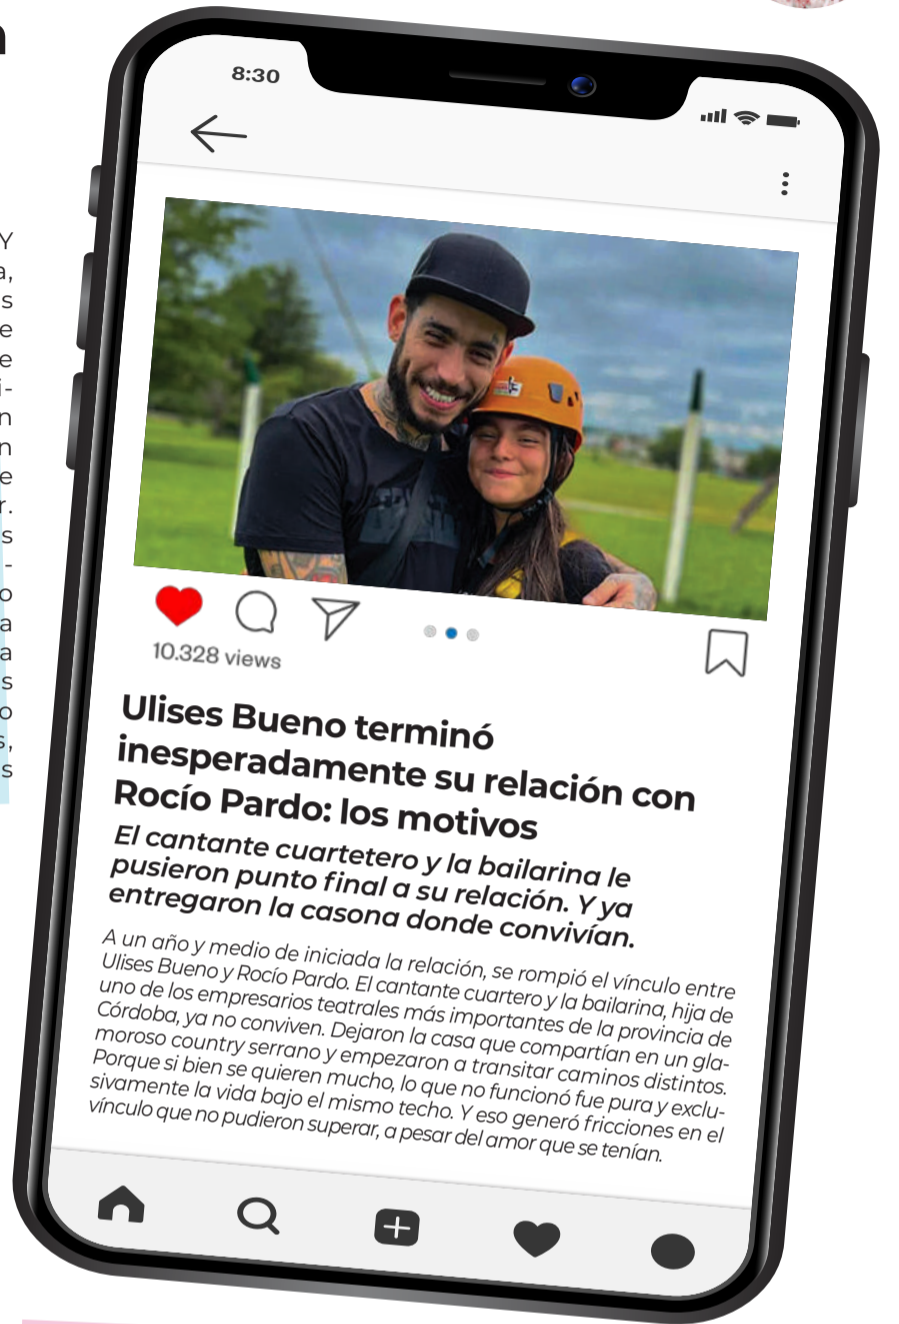 8:30
10.328 views
Ulises Bueno terminó
inesperadamente su relación con
Rocío Pardo: los motivos
El cantante cuartetero y la bailarina le
pusieron punto final a su relación. Y ya
entregaron la casona donde convivían.
A un año y medio de iniciada la relación, se rompió el vínculo entre
Ulises Bueno y Rocío Pardo. El cantante cuartero y la bailarina, hija de
uno de los empresarios teatrales más importantes de la provincia de
Córdoba, ya no conviven. Dejaron la casa que compartían en un gla-
moroso country serrano y empezaron a transitar caminos distintos.
Porque si bien se quieren mucho, lo que no funcionó fue pura y exclu-
sivamente la vida bajo el mismo techo. Y eso generó fricciones en el
vínculo que no pudieron superar, a pesar del amor que se tenían.